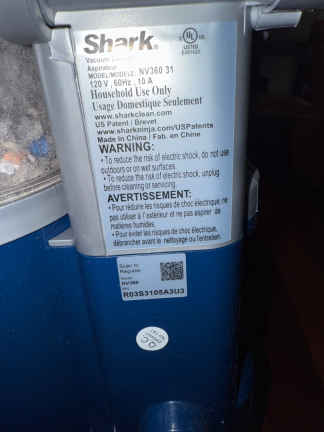 Shark.
Vacuum
Aspirateur
MODEL/MODÈLE: NV360 31
120 V , 60Hz , 10 A
Household Use Only
Usage Domestique Seulement
www.sharkclean.com
US Patent / Brevet
www.sharkninja.com/USPatents
Made in China / Fab. en Chine
UL
LISTED
WARNING:
• To reduce the risk of electric shock, do not use
outdoors or on wet surfaces.
• To reduce the risk of electric shock, unplug
before cleaning or servicing.
AVERTISSEMENT:
• Pour réduire les risques de choc électrique, ne
pas utiliser à l'extérieur et ne pas aspirer de
matières humides.
• Pour éviter les risques de choc électrique,
débrancher avant le nettoyage ou l'entretien.
Scan to
Register
NV360
R03S3105A3U3